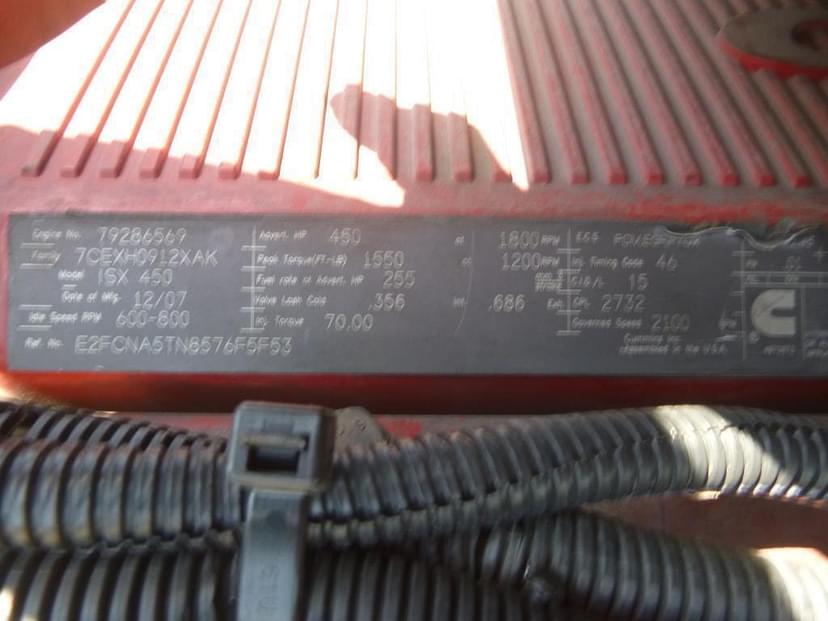 Engine No. 79286569 Advert. HP 450 at 1800 RPM
Family 7CEXH0912XAK Peak Torque(FT-LB) 1550 1200 RPM Inj. Timing Code 46
Model ISX 450 Fuel rate at Advert. HP 255 15
Date of Mfg. 12/07 Valve Lash Cold .356 Int. .686 Exh. CPL 2732
Idle Speed RPM 600-800 Inj. Torque 70.00 Governed Speed 2100
Ref. No. E2FCNA5TN8576F5F53 Cummins Inc.
Assembled in the U.S.A.